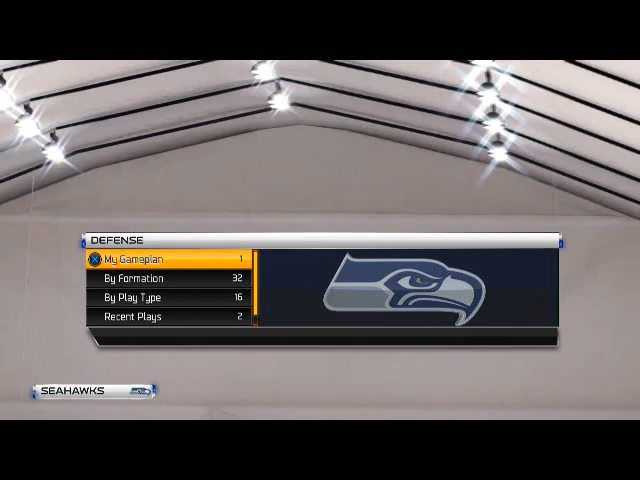 DEFENSE
My Gameplan 1
By Formation 32
By Play Type 16
Recent Plays 2
SEAHAWKS